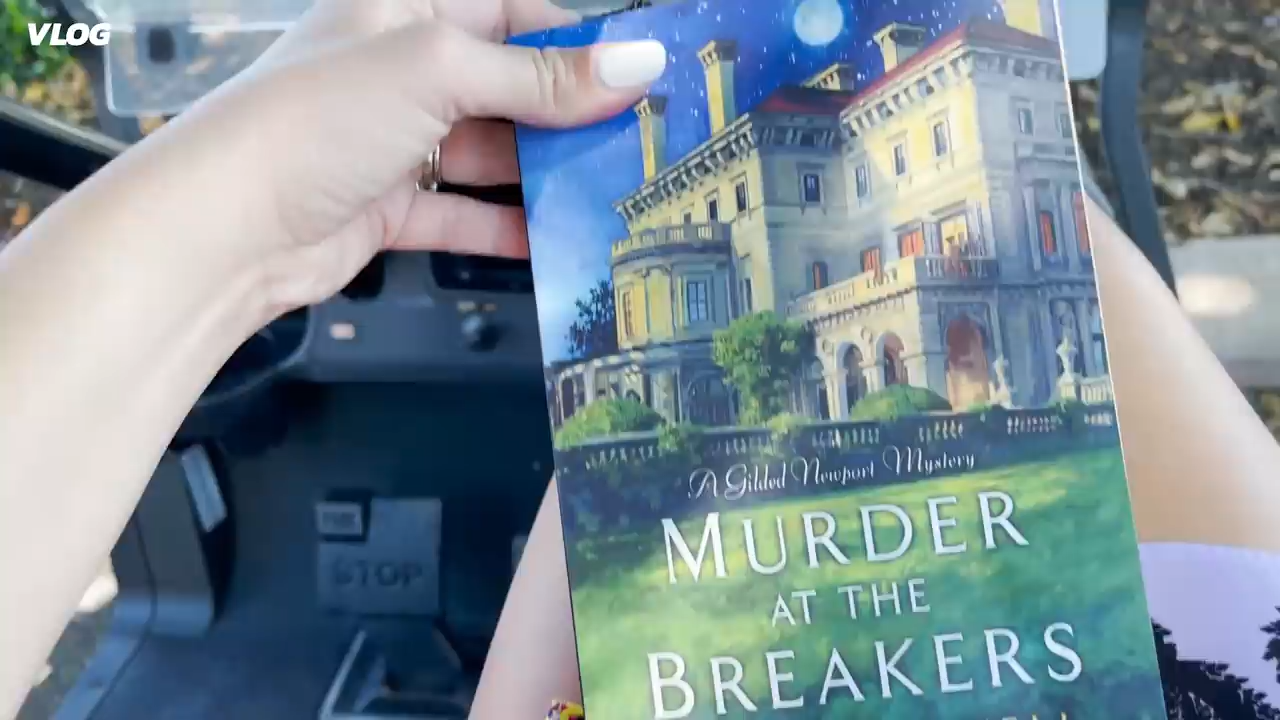 VLOG
A Gilded Newport Mystery
MURDER
AT THE
BREAKERS
STOP